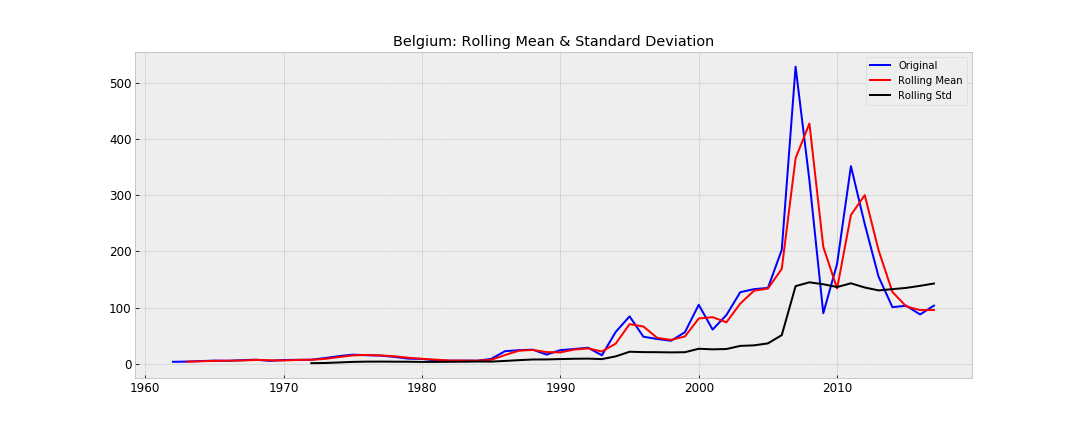 Belgium: Rolling Mean & Standard Deviation
Original
Rolling Mean
Rolling Std
500
400
300
200
100
0
1960 1970 1980 1990 2000 2010